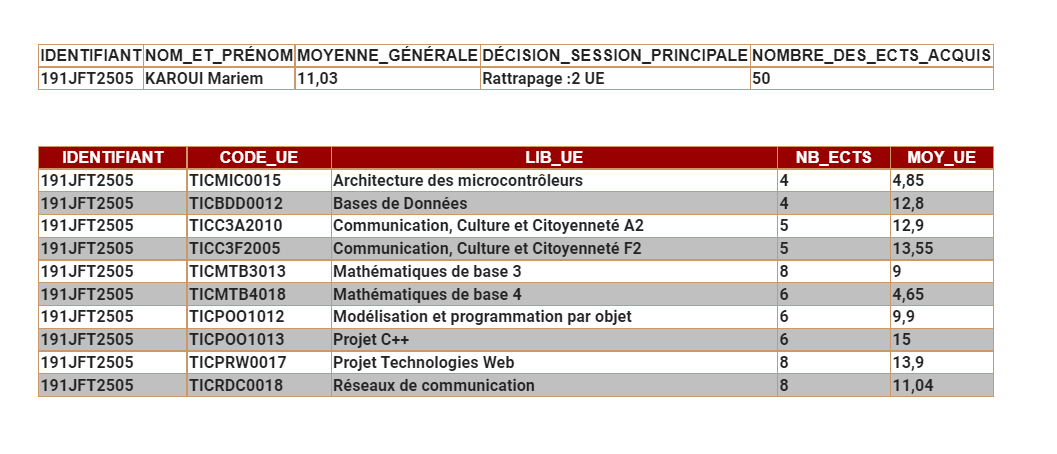 IDENTIFIANT NOM_ET_PRÉNOM MOYENNE_GÉNÉRALE DÉCISION_SESSION_PRINCIPALE NOMBRE_DES_ECTS_ACQUIS
191JFT2505 KAROUI Mariem 11,03 Rattrapage :2 UE 50
IDENTIFIANT CODE_UE LIB_UE NB_ECTS MOY_UE
191JFT2505 TICMIC0015 Architecture des microcontrôleurs 4 4,85
191JFT2505 TICBDD0012 Bases de Données 4 12,8
191JFT2505 TICC3A2010 Communication, Culture et Citoyenneté A2 5 12,9
191JFT2505 TICC3F2005 Communication, Culture et Citoyenneté F2 5 13,55
191JFT2505 TICMTB3013 Mathématiques de base 3 8 9
191JFT2505 TICMTB4018 Mathématiques de base 4 6 4,65
191JFT2505 TICPOO1012 Modélisation et programmation par objet 6 9,9
191JFT2505 TICPOO1013 Projet C++ 6 15
191JFT2505 TICPRW0017 Projet Technologies Web 8 13,9
191JFT2505 TICRDC0018 Réseaux de communication 8 11,04